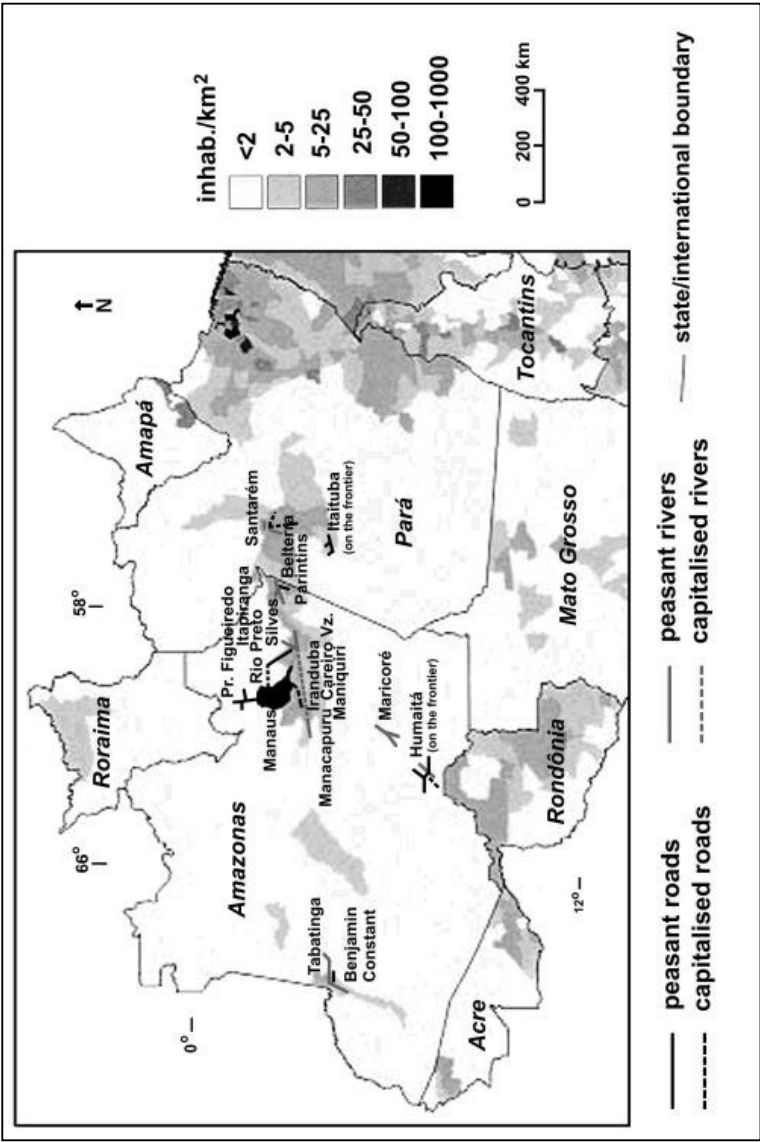 N
58°
66°
0°
12°
Roraima
Amapá
Amazonas
Pará
Tocantins
Mato Grosso
Rondônia
Acre
Pr. Figueiredo
Itapiranga
Rio Preto
Silves
Manaus
Santarém
Belterra
Parintins
Itaituba
(on the frontier)
Iranduba
Manacapuru Careiro Vz.
Maniquiri
Maricoré
Humaitá
(on the frontier)
Tabatinga
Benjamin
Constant
inhab./km²
<2
2-5
5-25
25-50
50-100
100-1000
0 200 400 km
peasant roads
capitalised roads
peasant rivers
capitalised rivers
state/international boundary